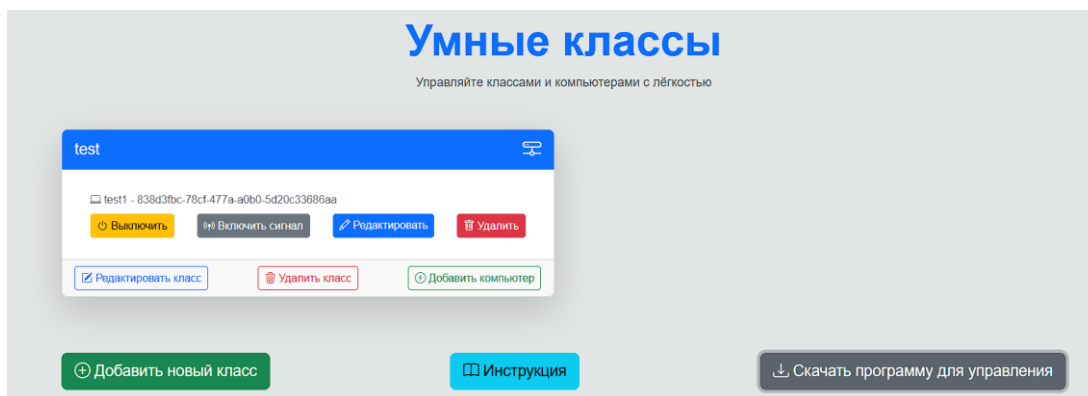 Умные классы
Управляйте классами и компьютерами с лёгкостью
test
test1 - 838d3fbc-78cf-477a-a0b0-5d20c33686aa
Выключить Включить сигнал Редактировать Удалить
Редактировать класс Удалить класс Добавить компьютер
Добавить новый класс Инструкция Скачать программу для управления